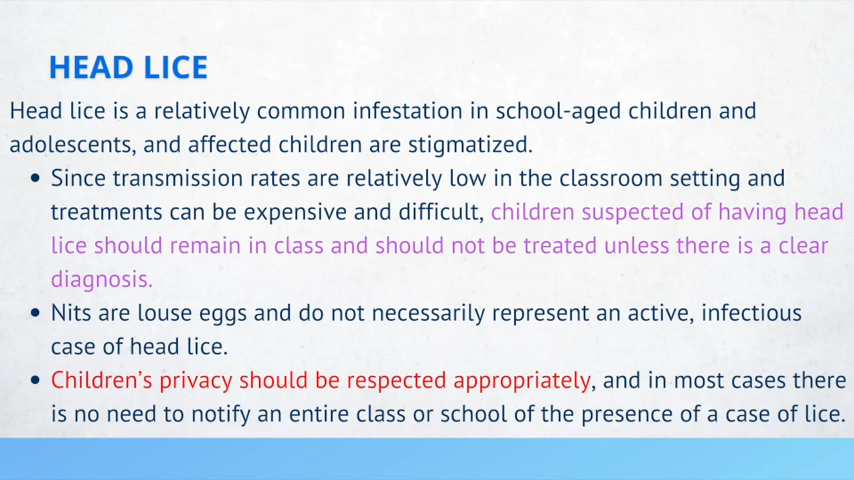 HEAD LICE
Head lice is a relatively common infestation in school-aged children and
adolescents, and affected children are stigmatized.
• Since transmission rates are relatively low in the classroom setting and
treatments can be expensive and difficult, children suspected of having head
lice should remain in class and should not be treated unless there is a clear
diagnosis.
• Nits are louse eggs and do not necessarily represent an active, infectious
case of head lice.
• Children’s privacy should be respected appropriately, and in most cases there
is no need to notify an entire class or school of the presence of a case of lice.